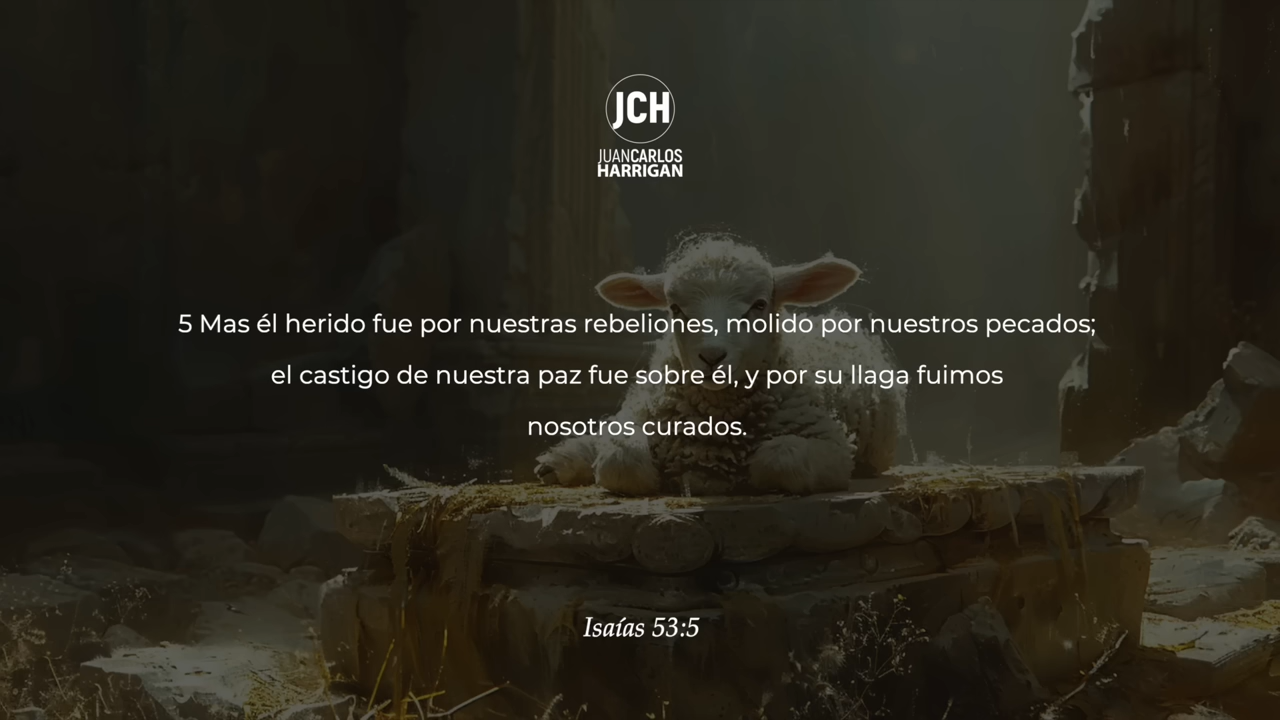 JCH
JUANCARLOS
HARRIGAN
5 Mas él herido fue por nuestras rebeliones, molido por nuestros pecados;
el castigo de nuestra paz fue sobre él, y por su llaga fuimos
nosotros curados.
Isaías 53:5